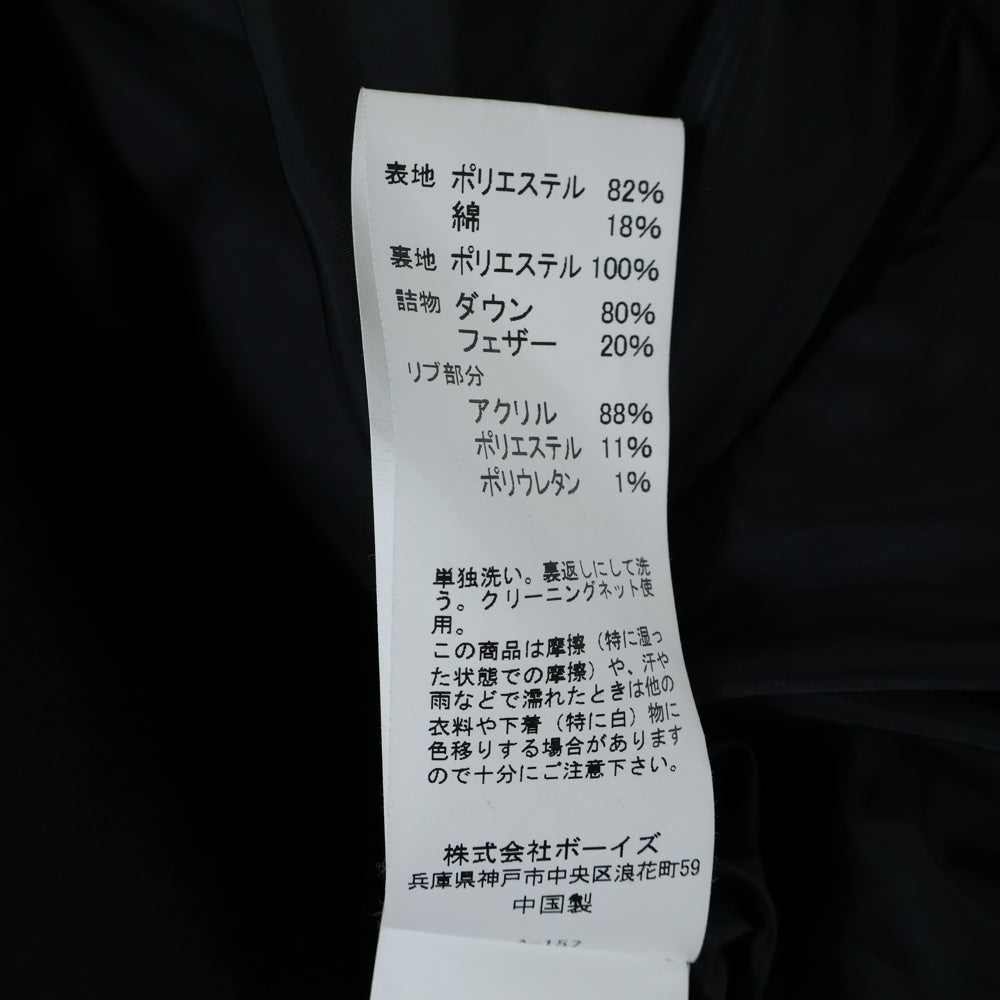 表地 ポリエステル 82%
綿 18%
裏地 ポリエステル 100%
詰物 ダウン 80%
フェザー 20%
リブ部分
アクリル 88%
ポリエステル 11%
ポリウレタン 1%
単独洗い。裏返しにして洗
う。クリーニングネット使
用。
この商品は摩擦（特に湿っ
た状態での摩擦）や、汗や
雨などで濡れたときは他の
衣料や下着（特に白）物に
色移りする場合があります
ので十分にご注意下さい。
株式会社ボーイズ
兵庫県神戸市中央区浪花町59
中国製